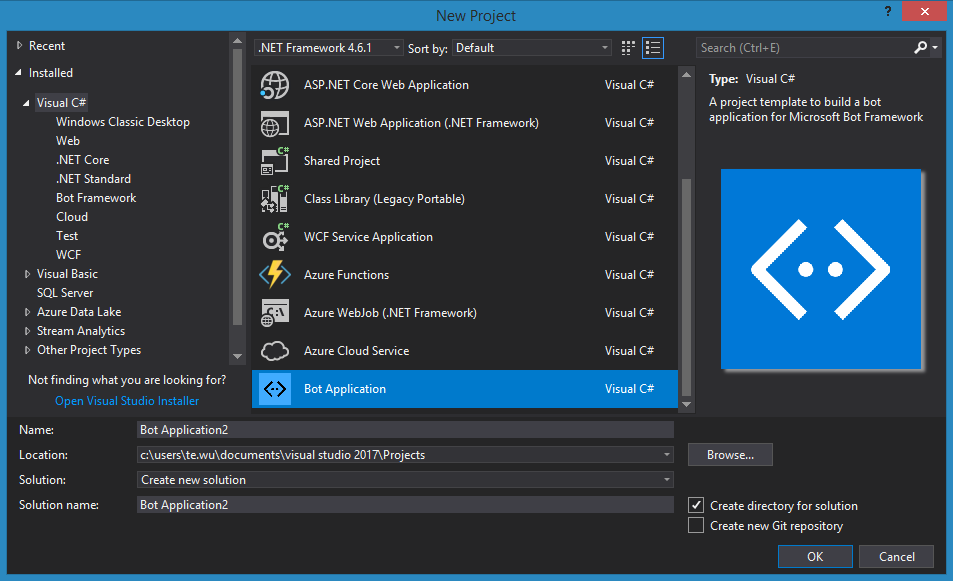 New Project
?
Recent
Installed
Visual C#
Windows Classic Desktop
Web
.NET Core
.NET Standard
Bot Framework
Cloud
Test
WCF
Visual Basic
SQL Server
Azure Data Lake
Stream Analytics
Other Project Types
Not finding what you are looking for?
Open Visual Studio Installer
.NET Framework 4.6.1 Sort by: Default
ASP.NET Core Web Application Visual C#
ASP.NET Web Application (.NET Framework) Visual C#
C# Shared Project Visual C#
C# Class Library (Legacy Portable) Visual C#
C# WCF Service Application Visual C#
Azure Functions Visual C#
Azure WebJob (.NET Framework) Visual C#
Azure Cloud Service Visual C#
Bot Application Visual C#
Search (Ctrl+E)
Type: Visual C#
A project template to build a bot
application for Microsoft Bot Framework
Name: Bot Application2
Location: c:\users\te.wu\documents\visual studio 2017\Projects Browse...
Solution: Create new solution
Solution name: Bot Application2
Create directory for solution
Create new Git repository
OK Cancel